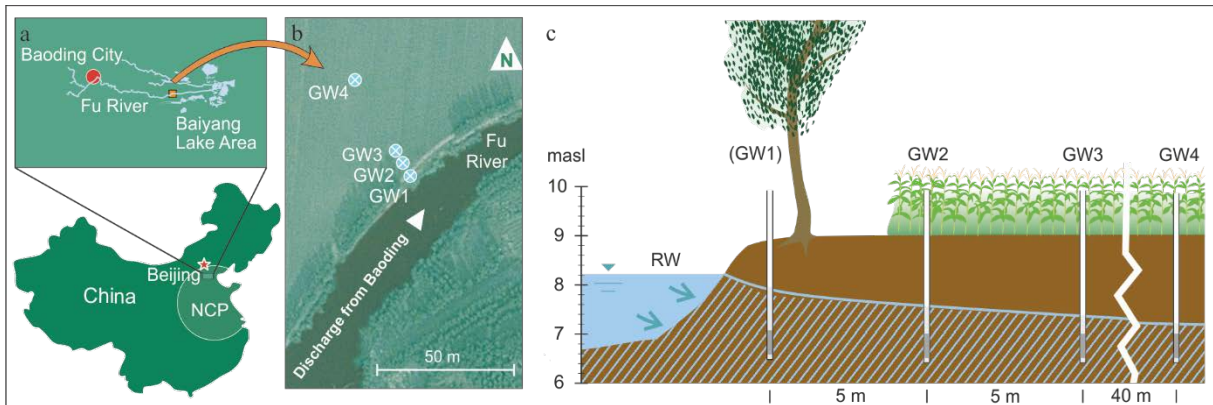 a
Baoding City
Fu River
Baiyang
Lake Area
Beijing
China
NCP
b
N
GW4
GW3
GW2
GW1
Fu
River
Discharge from Baoding
50 m
c
masl
(GW1)
GW2
GW3
GW4
10
9
8
7
6
RW
5 m
5 m
40 m